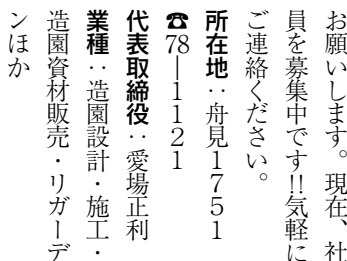 お願いします。現在、社
員を募集中です!!気軽に
ご連絡ください。
所在地：舟見1751
☎78―1121
代表取締役：愛場正利
業種：造園設計・施工・
造園資材販売・リガーデ
ンほか